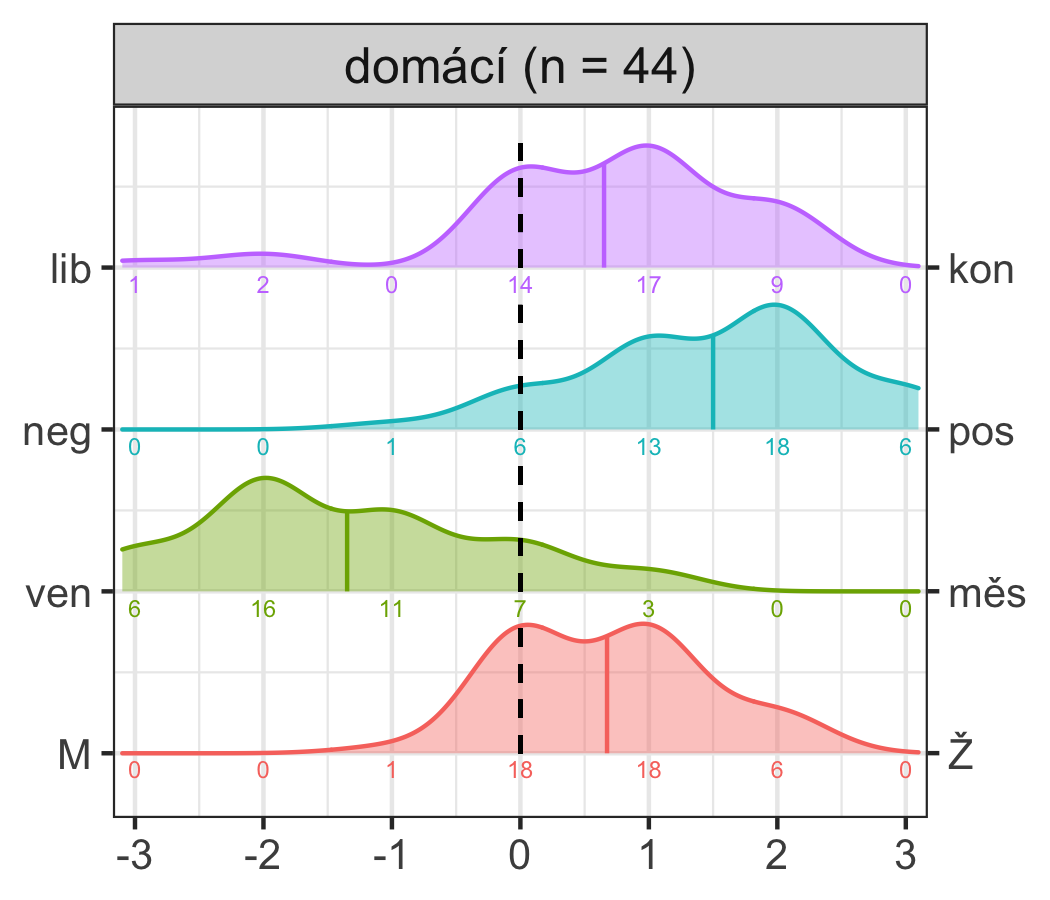 domácí (n = 44)
lib kon
1 2 0 14 17 9 0
neg pos
0 0 1 6 13 18 6
ven měs
6 16 11 7 3 0 0
M Ž
0 0 1 18 18 6 0
-3 -2 -1 0 1 2 3